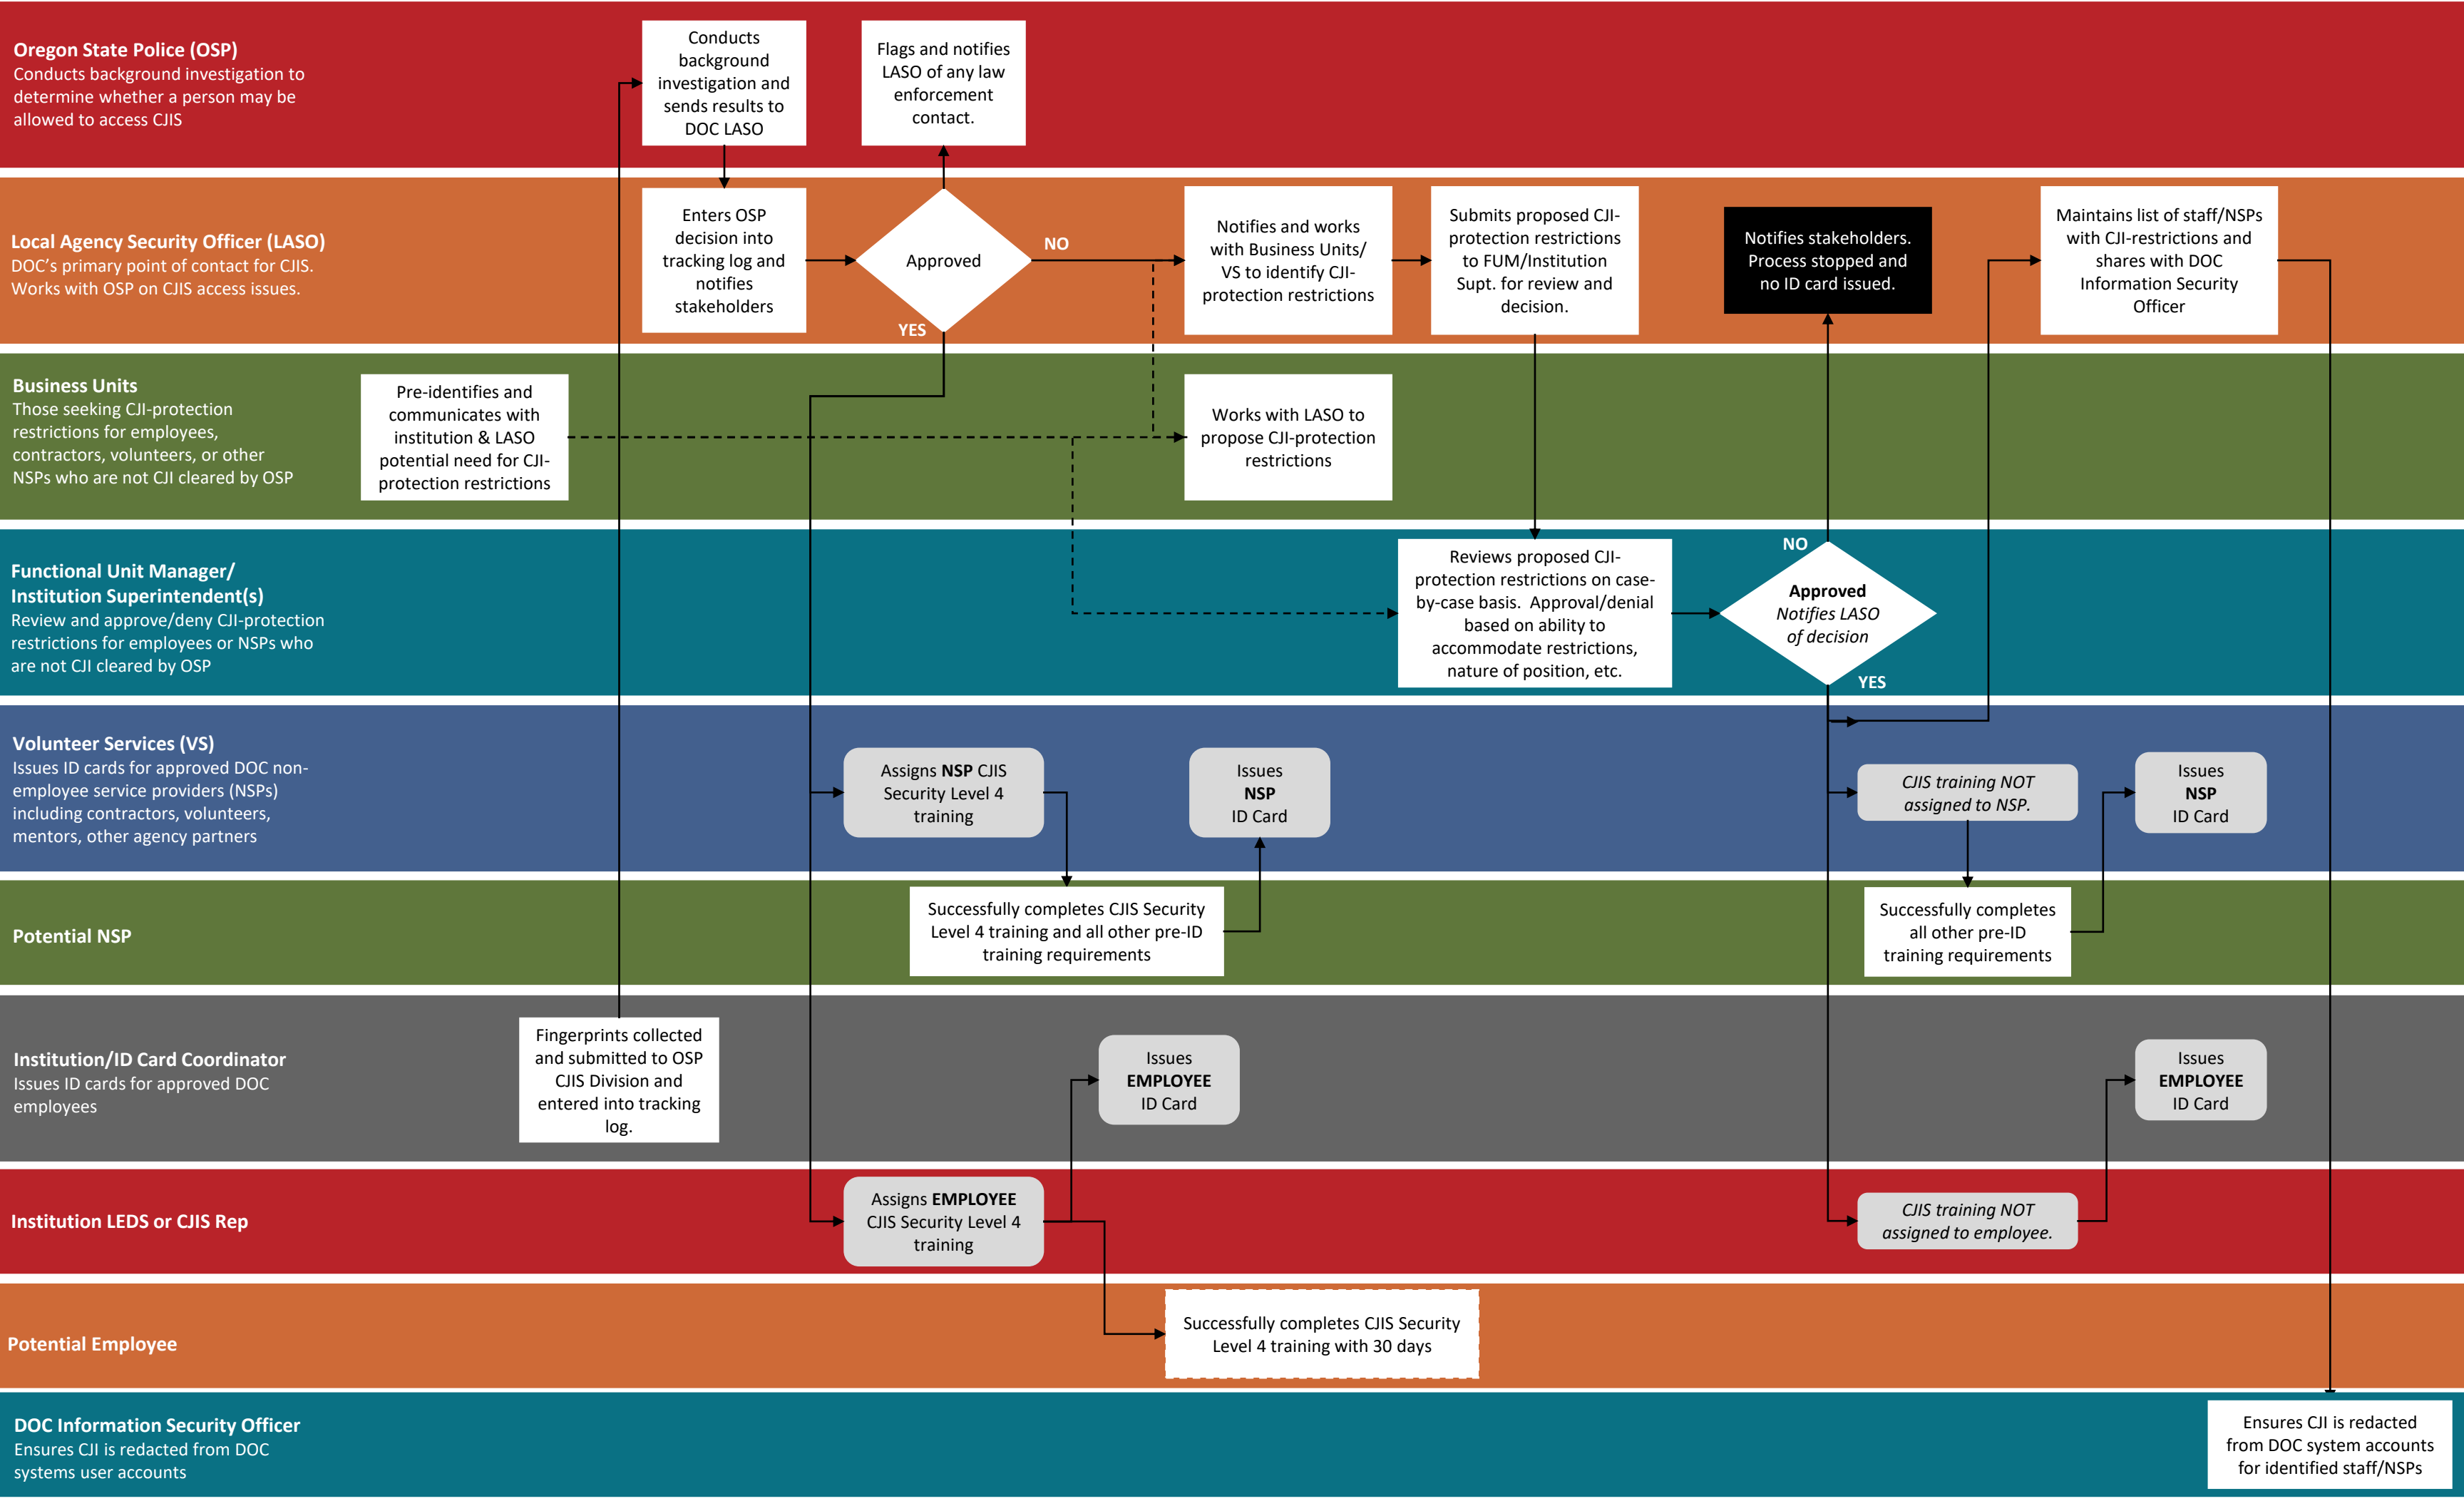 Oregon State Police (OSP)
Conducts background investigation to
determine whether a person may be
allowed to access CJIS
Conducts
background
investigation and
sends results to
DOC LASO
Flags and notifies
LASO of any law
enforcement
contact.
Local Agency Security Officer (LASO)
DOC's primary point of contact for CJIS.
Works with OSP on CJIS access issues.
Enters OSP
decision into
tracking log and
notifies
stakeholders
Approved
NO
YES
Notifies and works
with Business Units/
VS to identify CJI-
protection restrictions
Submits proposed CJI-
protection restrictions
to FUM/Institution
Supt. for review and
decision.
Notifies stakeholders.
Process stopped and
no ID card issued.
Maintains list of staff/NSPs
with CJI-restrictions and
shares with DOC
Information Security
Officer
Business Units
Those seeking CJI-protection
restrictions for employees,
contractors, volunteers, or other
NSPs who are not CJI cleared by OSP
Pre-identifies and
communicates with
institution & LASO
potential need for CJI-
protection restrictions
Works with LASO to
propose CJI-protection
restrictions
Functional Unit Manager/
Institution Superintendent(s)
Review and approve/deny CJI-protection
restrictions for employees or NSPs who
are not CJI cleared by OSP
Reviews proposed CJI-
protection restrictions on case-
by-case basis. Approval/denial
based on ability to
accommodate restrictions,
nature of position, etc.
NO
Approved
Notifies LASO
of decision
YES
Volunteer Services (VS)
Issues ID cards for approved DOC non-
employee service providers (NSPs)
including contractors, volunteers,
mentors, other agency partners
Assigns NSP CJIS
Security Level 4
training
Issues
NSP
ID Card
CJIS training NOT
assigned to NSP.
Issues
NSP
ID Card
Potential NSP
Successfully completes CJIS Security
Level 4 training and all other pre-ID
training requirements
Successfully completes
all other pre-ID
training requirements
Institution/ID Card Coordinator
Issues ID cards for approved DOC
employees
Fingerprints collected
and submitted to OSP
CJIS Division and
entered into tracking
log.
Issues
EMPLOYEE
ID Card
Issues
EMPLOYEE
ID Card
Institution LEDS or CJIS Rep
Assigns EMPLOYEE
CJIS Security Level 4
training
CJIS training NOT
assigned to employee.
Potential Employee
Successfully completes CJIS Security
Level 4 training with 30 days
DOC Information Security Officer
Ensures CJI is redacted from DOC
systems user accounts
Ensures CJI is redacted
from DOC system accounts
for identified staff/NSPs